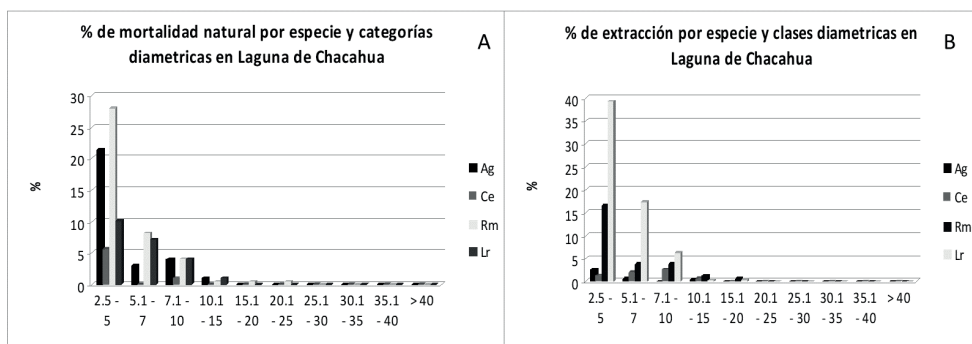 % de mortalidad natural por especie y categorías
diametricas en Laguna de Chacahua
A
30
25
20
15
10
5
0
%
2.5 - 5
5.1 - 7
7.1 - 10
10.1 - 15
15.1 - 20
20.1 - 25
25.1 - 30
30.1 - 35
35.1 - 40
> 40
Ag
Ce
Rm
Lr
% de extracción por especie y clases diametricas en
Laguna de Chacahua
B
40
35
30
25
20
15
10
5
0
%
2.5 - 5
5.1 - 7
7.1 - 10
10.1 - 15
15.1 - 20
20.1 - 25
25.1 - 30
30.1 - 35
35.1 - 40
> 40
Ag
Ce
Rm
Lr